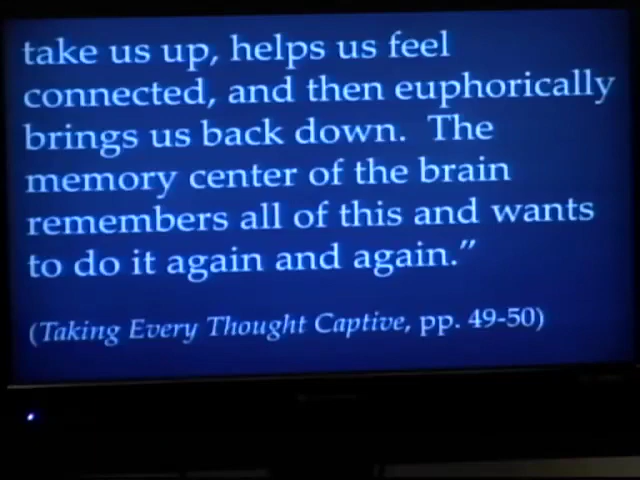 take us up, helps us feel
connected, and then euphorically
brings us back down.  The
memory center of the brain
remembers all of this and wants
to do it again and again.”
(Taking Every Thought Captive, pp. 49-50)